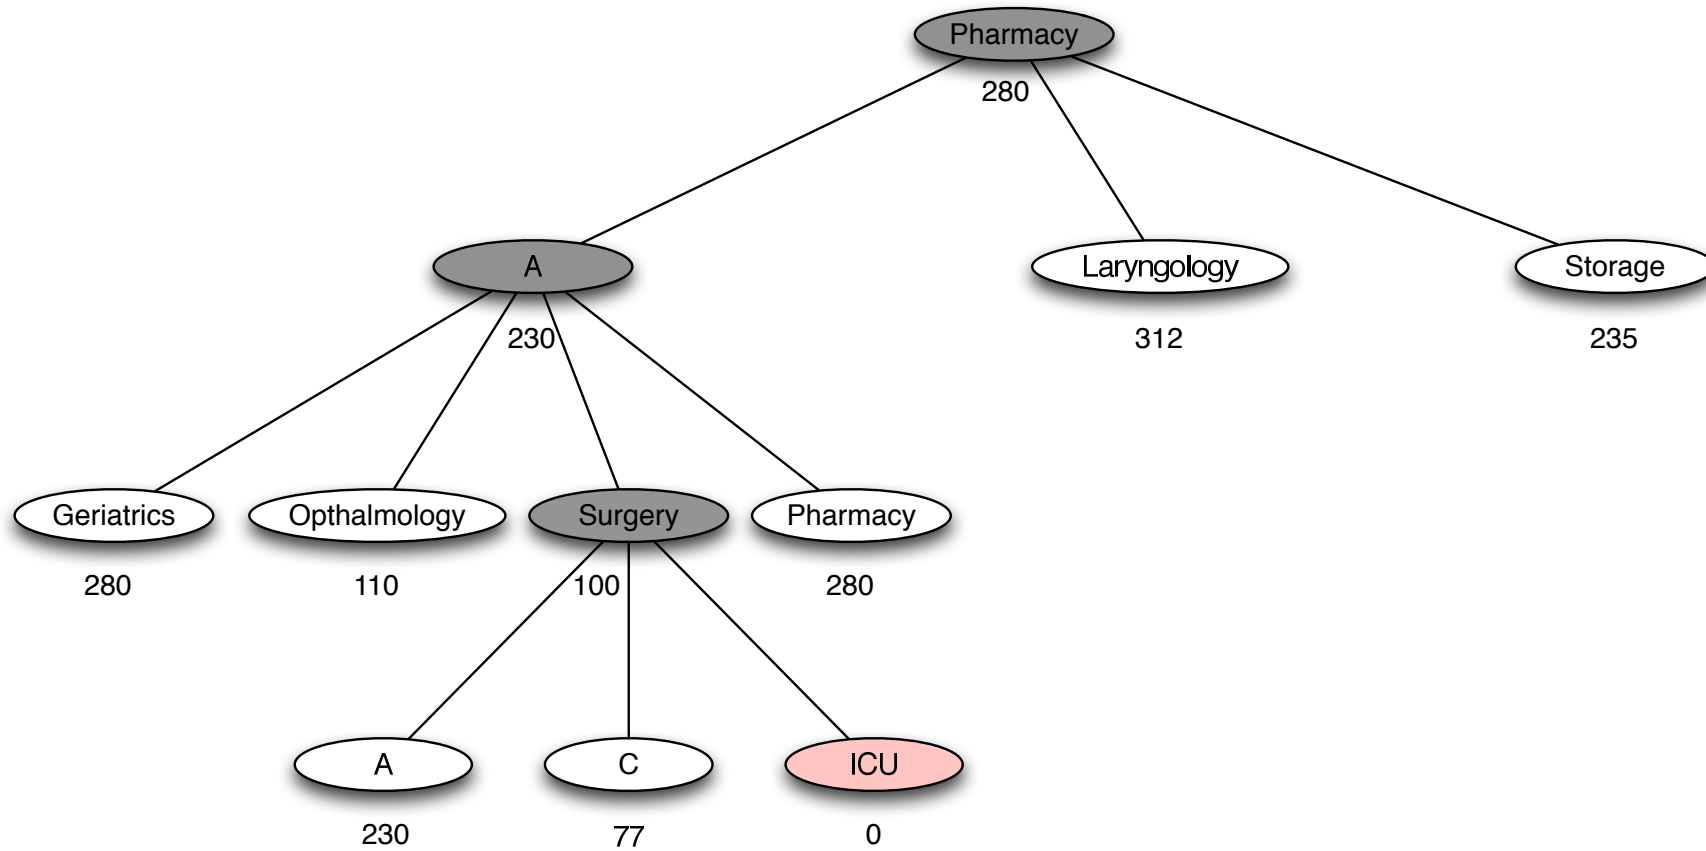 Pharmacy
280
A
Laryngology
Storage
230
312
235
Geriatrics
Opthalmology
Surgery
Pharmacy
280
110
100
280
A
C
ICU
230
77
0